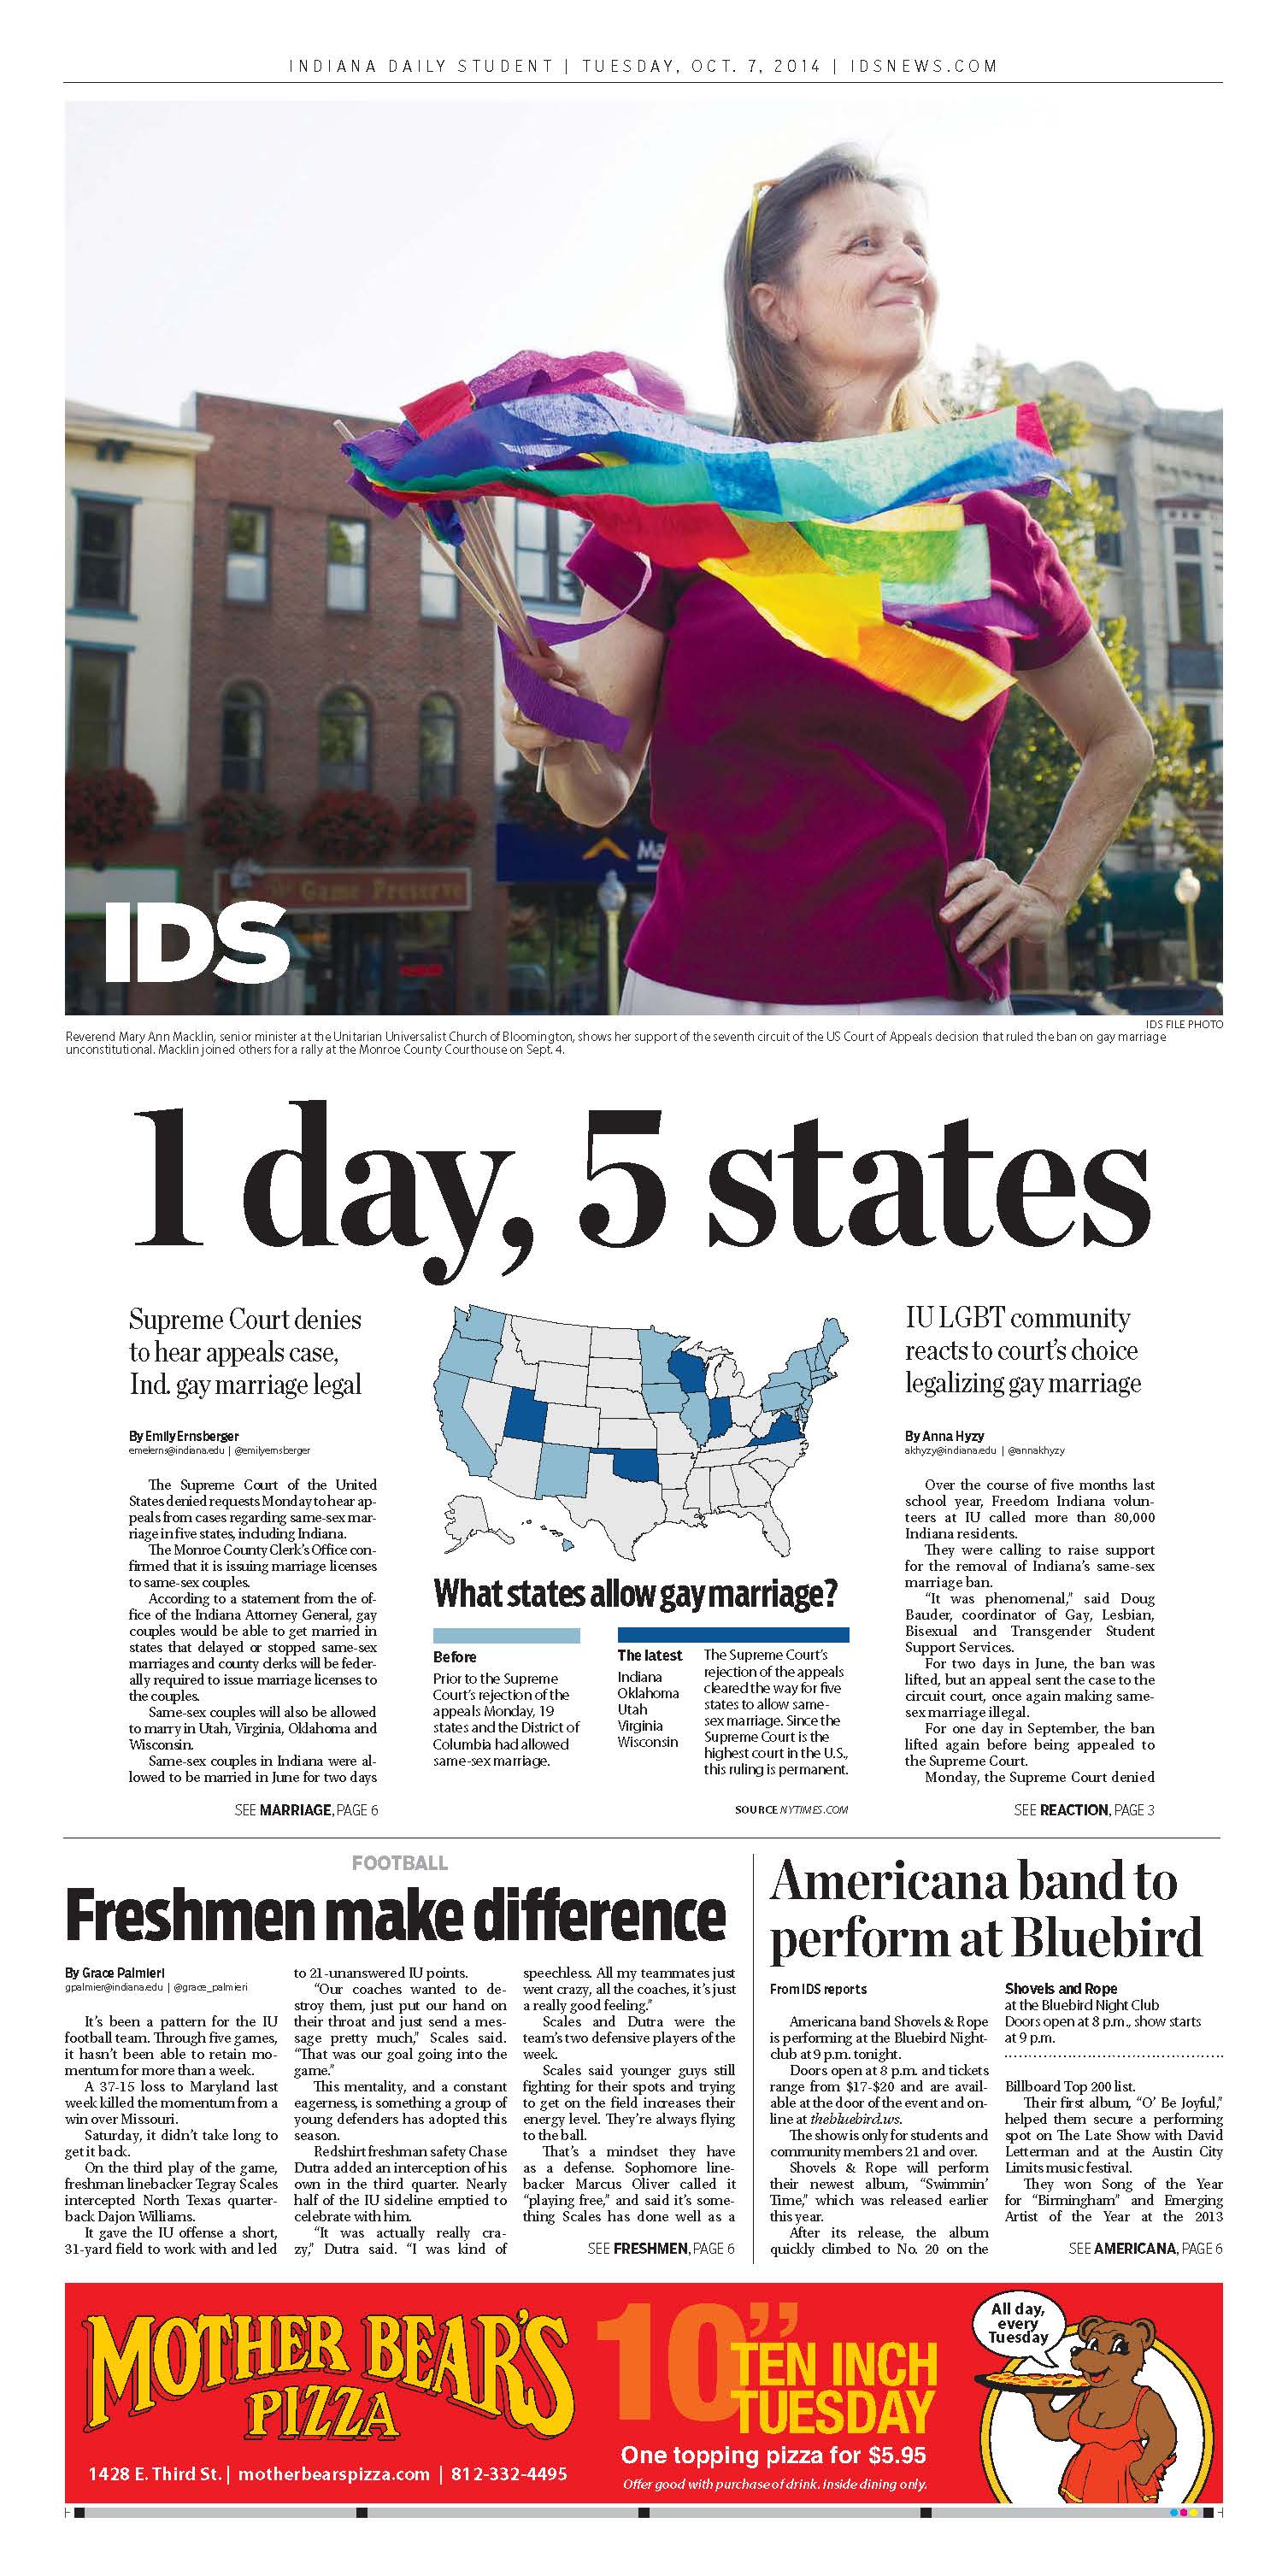 INDIANA DAILY STUDENT | TUESDAY, OCT. 7, 2014 | IDSNEWS.COM
Game Preserve
Ma
IDS
IDS FILE PHOTO
Reverend Mary Ann Macklin, senior minister at the Unitarian Universalist Church of Bloomington, shows her support of the seventh circuit of the US Court of Appeals decision that ruled the ban on gay marriage
unconstitutional. Macklin joined others for a rally at the Monroe County Courthouse on Sept. 4.
1 day, 5 states
Supreme Court denies
to hear appeals case,
Ind. gay marriage legal
By Emily Ernsberger
emelerns@indiana.edu | @emilyernsberger
The Supreme Court of the United
States denied requests Monday to hear ap-
peals from cases regarding same-sex mar-
riage in five states, including Indiana.
The Monroe County Clerk's Office con-
firmed that it is issuing marriage licenses
to same-sex couples.
According to a statement from the of-
fice of the Indiana Attorney General, gay
couples would be able to get married in
states that delayed or stopped same-sex
marriages and county clerks will be feder-
ally required to issue marriage licenses to
the couples.
Same-sex couples will also be allowed
to marry in Utah, Virginia, Oklahoma and
Wisconsin.
Same-sex couples in Indiana were al-
lowed to be married in June for two days
SEE MARRIAGE, PAGE 6
What states allow gay marriage?
Before
Prior to the Supreme
Court's rejection of the
appeals Monday, 19
states and the District of
Columbia had allowed
same-sex marriage.
The latest
Indiana
Oklahoma
Utah
Virginia
Wisconsin
The Supreme Court's
rejection of the appeals
cleared the way for five
states to allow same-
sex marriage. Since the
Supreme Court is the
highest court in the U.S.,
this ruling is permanent.
SOURCE NYTIMES.COM
IU LGBT community
reacts to court's choice
legalizing gay marriage
By Anna Hyzy
akhyzy@indiana.edu | @annakhyzy
Over the course of five months last
school year, Freedom Indiana volun-
teers at IU called more than 80,000
Indiana residents.
They were calling to raise support
for the removal of Indiana's same-sex
marriage ban.
"It was phenomenal," said Doug
Bauder, coordinator of Gay, Lesbian,
Bisexual and Transgender Student
Support Services.
For two days in June, the ban was
lifted, but an appeal sent the case to the
circuit court, once again making same-
sex marriage illegal.
For one day in September, the ban
lifted again before being appealed to
the Supreme Court.
Monday, the Supreme Court denied
SEE REACTION, PAGE 3
FOOTBALL
Freshmen make difference
By Grace Palmieri
gpalmier@indiana.edu | @grace_palmieri
It's been a pattern for the IU
football team. Through five games,
it hasn't been able to retain mo-
mentum for more than a week.
A 37-15 loss to Maryland last
week killed the momentum from a
win over Missouri.
Saturday, it didn't take long to
get it back.
On the third play of the game,
freshman linebacker Tegray Scales
intercepted North Texas quarter-
back Dajon Williams.
It gave the IU offense a short,
31-yard field to work with and led
to 21-unanswered IU points.
"Our coaches wanted to de-
stroy them, just put our hand on
their throat and just send a mes-
sage pretty much," Scales said.
"That was our goal going into the
game."
This mentality, and a constant
eagerness, is something a group of
young defenders has adopted this
season.
Redshirt freshman safety Chase
Dutra added an interception of his
own in the third quarter. Nearly
half of the IU sideline emptied to
celebrate with him.
"It was actually really cra-
zy," Dutra said. "I was kind of
speechless. All my teammates just
went crazy, all the coaches, it's just
a really good feeling."
Scales and Dutra were the
team's two defensive players of the
week.
Scales said younger guys still
fighting for their spots and trying
to get on the field increases their
energy level. They're always flying
to the ball.
That's a mindset they have
as a defense. Sophomore line-
backer Marcus Oliver called it
"playing free," and said it's some-
thing Scales has done well as a
SEE FRESHMEN, PAGE 6
Americana band to
perform at Bluebird
From IDS reports
Americana band Shovels & Rope
is performing at the Bluebird Night-
club at 9 p.m. tonight.
Doors open at 8 p.m. and tickets
range from $17-$20 and are avail-
able at the door of the event and on-
line at thebluebird.ws.
The show is only for students and
community members 21 and over.
Shovels & Rope will perform
their newest album, "Swimmin'
Time," which was released earlier
this year.
After its release, the album
quickly climbed to No. 20 on the
Shovels and Rope
at the Bluebird Night Club
Doors open at 8 p.m., show starts
at 9 p.m.
Billboard Top 200 list.
Their first album, "O' Be Joyful,"
helped them secure a performing
spot on The Late Show with David
Letterman and at the Austin City
Limits music festival.
They won Song of the Year
for "Birmingham" and Emerging
Artist of the Year at the 2013
SEE AMERICANA, PAGE 6
MOTHER BEAR'S
PIZZA
1428 E. Third St. | motherbearspizza.com | 812-332-4495
10"
TEN INCH
TUESDAY
One topping pizza for $5.95
Offer good with purchase of drink. Inside dining only.
All day,
every
Tuesday